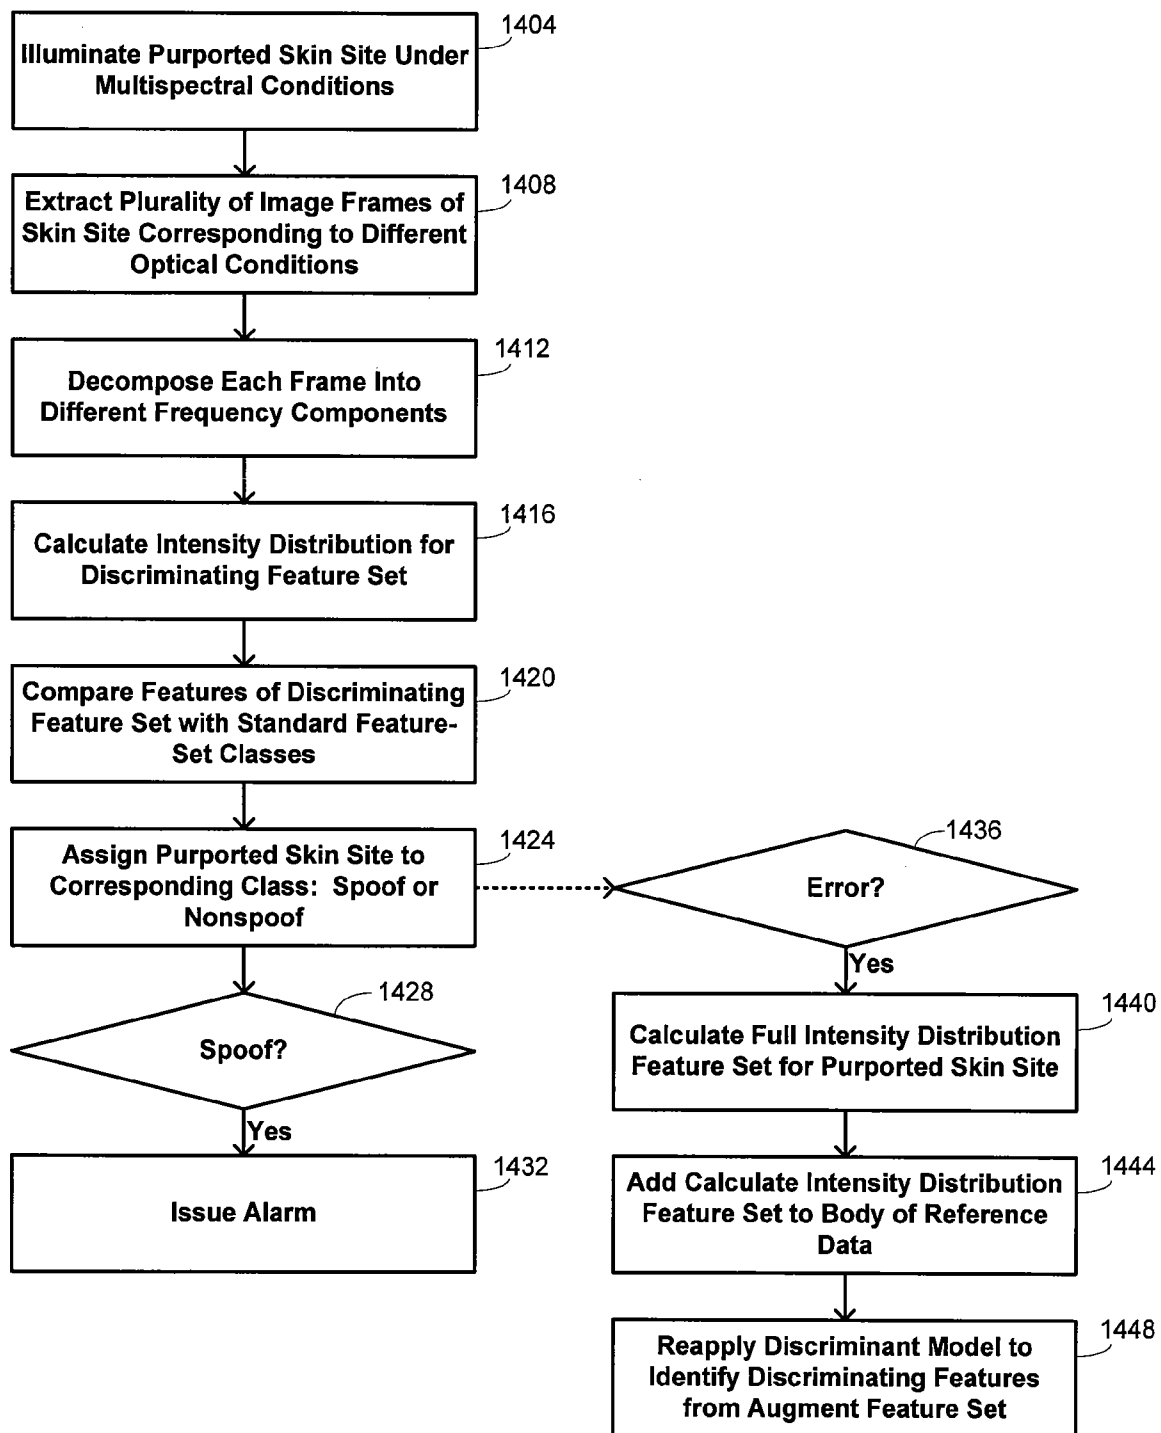 1404
Illuminate Purported Skin Site Under
Multispectral Conditions
1408
Extract Plurality of Image Frames of
Skin Site Corresponding to Different
Optical Conditions
1412
Decompose Each Frame Into
Different Frequency Components
1416
Calculate Intensity Distribution for
Discriminating Feature Set
1420
Compare Features of Discriminating
Feature Set with Standard Feature-
Set Classes
1424
Assign Purported Skin Site to
Corresponding Class: Spoof or
Nonspoof
1428
Spoof?
Yes
1432
Issue Alarm
1436
Error?
Yes
1440
Calculate Full Intensity Distribution
Feature Set for Purported Skin Site
1444
Add Calculate Intensity Distribution
Feature Set to Body of Reference
Data
1448
Reapply Discriminant Model to
Identify Discriminating Features
from Augment Feature Set